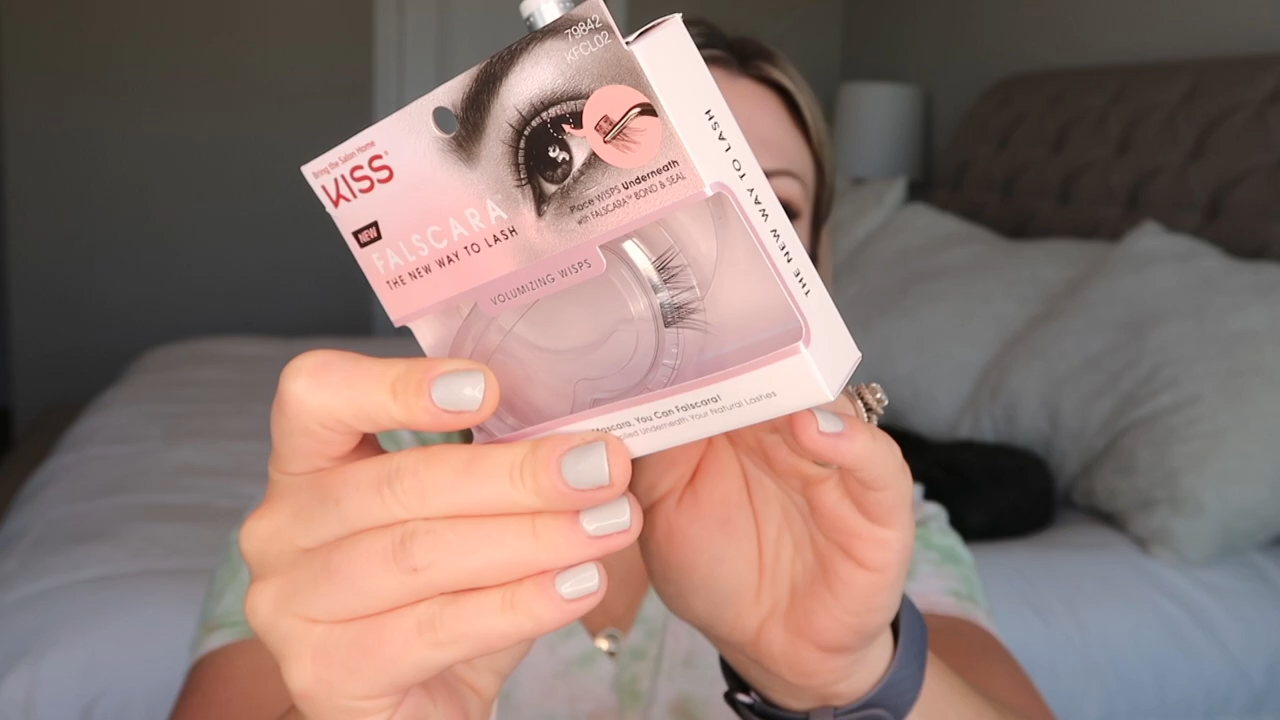 79842
KFCL02
Bring the Salon Home
KISS®
Place WISPS Underneath
with FALSCARA™ BOND & SEAL
NEW
FALSCARA
THE NEW WAY TO LASH
VOLUMIZING WISPS
THE NEW WAY TO LASH
Mascara, You Can Falscara!
Underneath Your Natural Lashes